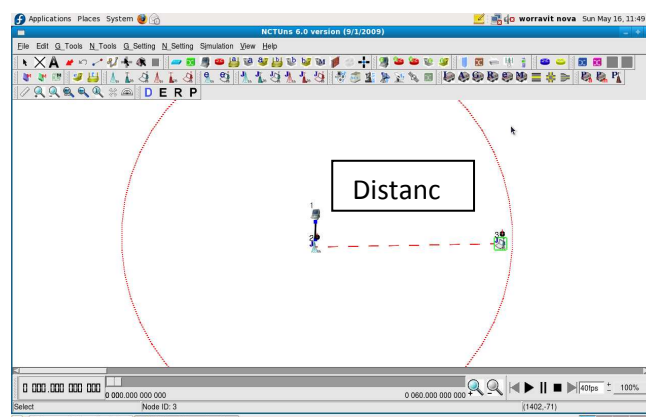 Applications Places System worravit nova Sun May 16, 11:49
NCTUns 6.0 version (9/1/2009)
File Edit G_Tools N_Tools G_Setting N_Setting Simulation View Help
D E R P
Distanc
1
2
3
0 000.000 000 000
0 000.000 000 000
0 060.000 000 000
40fps
100%
Select
Node ID: 3
(1402,-71)